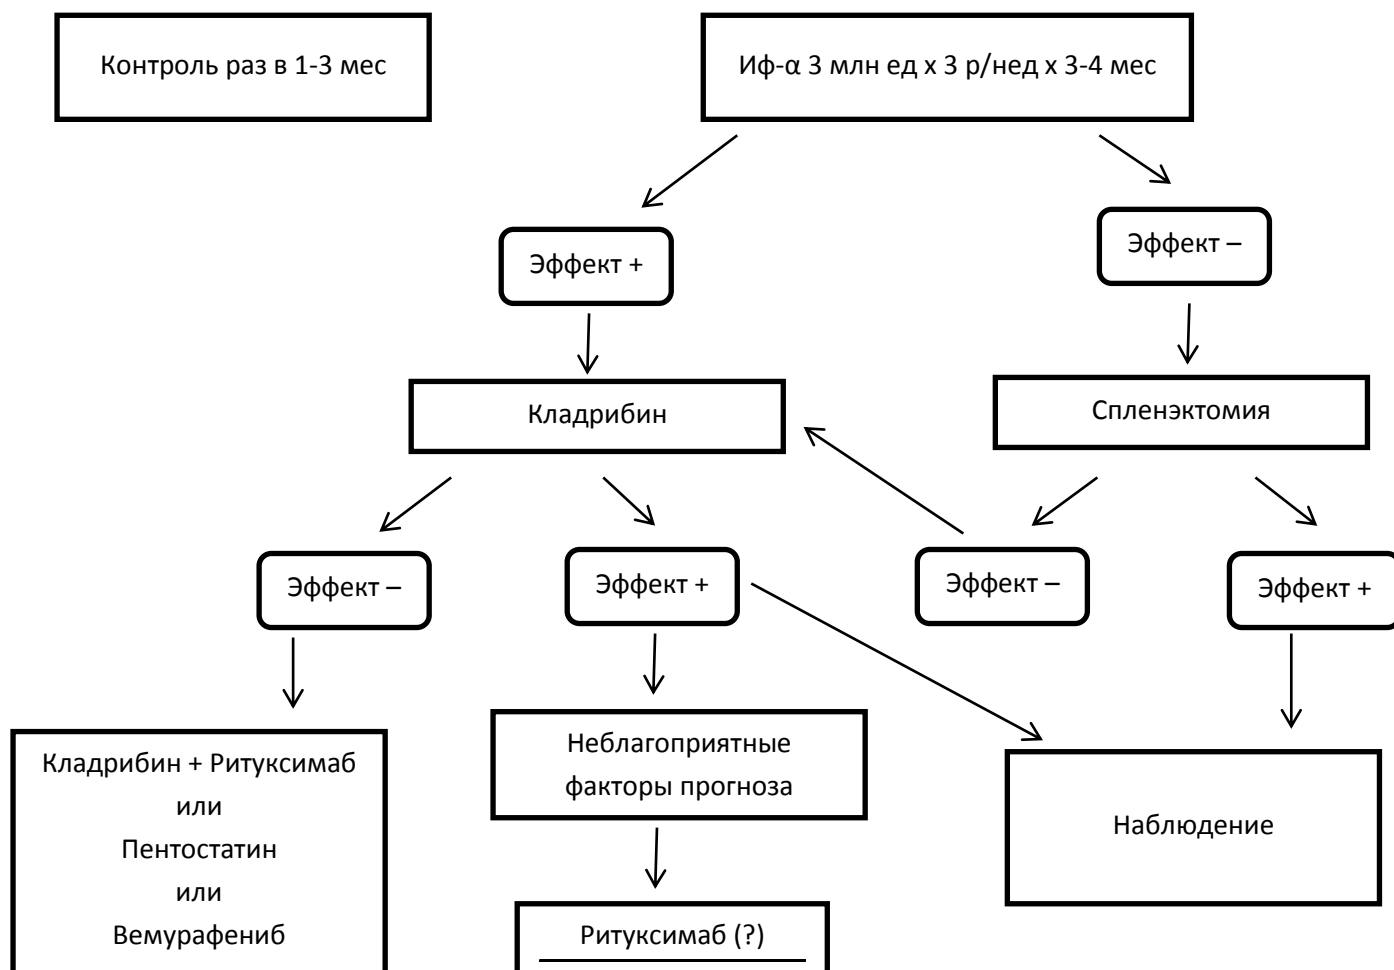 Контроль раз в 1-3 мес
Иф-α 3 млн ед х 3 р/нед х 3-4 мес
Эффект +
Эффект –
Кладрибин
Спленэктомия
Эффект –
Эффект +
Эффект –
Эффект +
Кладрибин + Ритуксимаб
или
Пентостатин
или
Вемурафениб
Неблагоприятные
факторы прогноза
Наблюдение
Ритуксимаб (?)